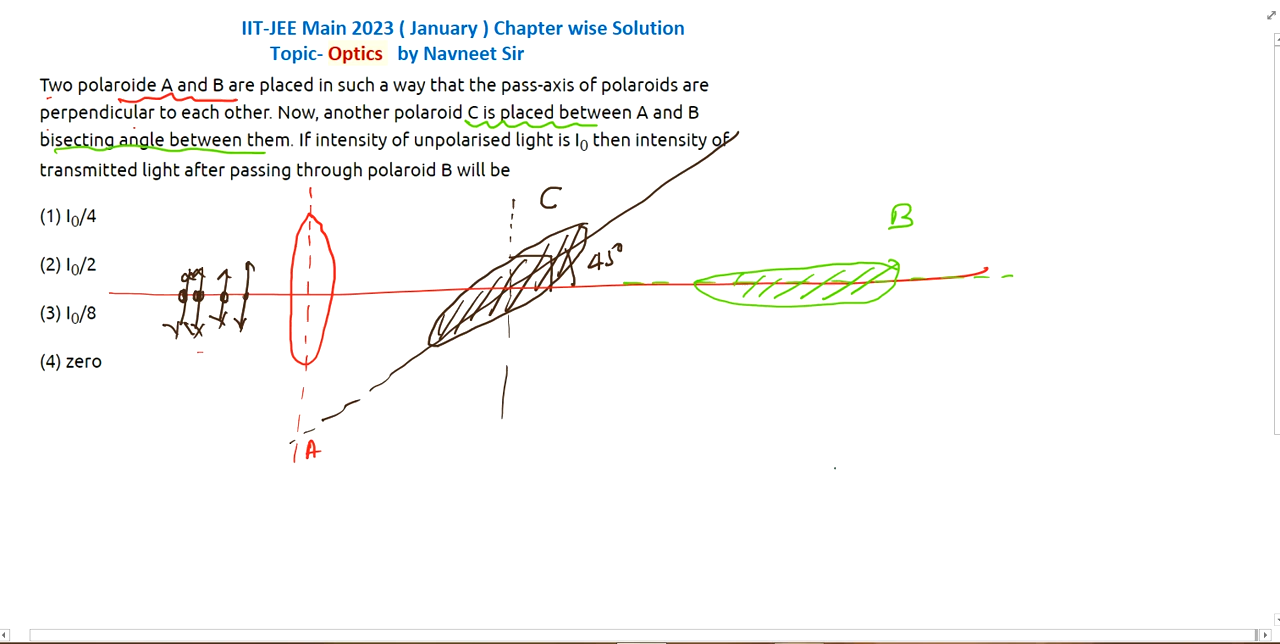 IIT-JEE Main 2023 ( January ) Chapter wise Solution
Topic- Optics by Navneet Sir
Two polaroide A and B are placed in such a way that the pass-axis of polaroids are
perpendicular to each other. Now, another polaroid C is placed between A and B
bisecting angle between them. If intensity of unpolarised light is I₀ then intensity of
transmitted light after passing through polaroid B will be
(1) I₀/4
(2) I₀/2
(3) I₀/8
(4) zero
C
B
45°
A